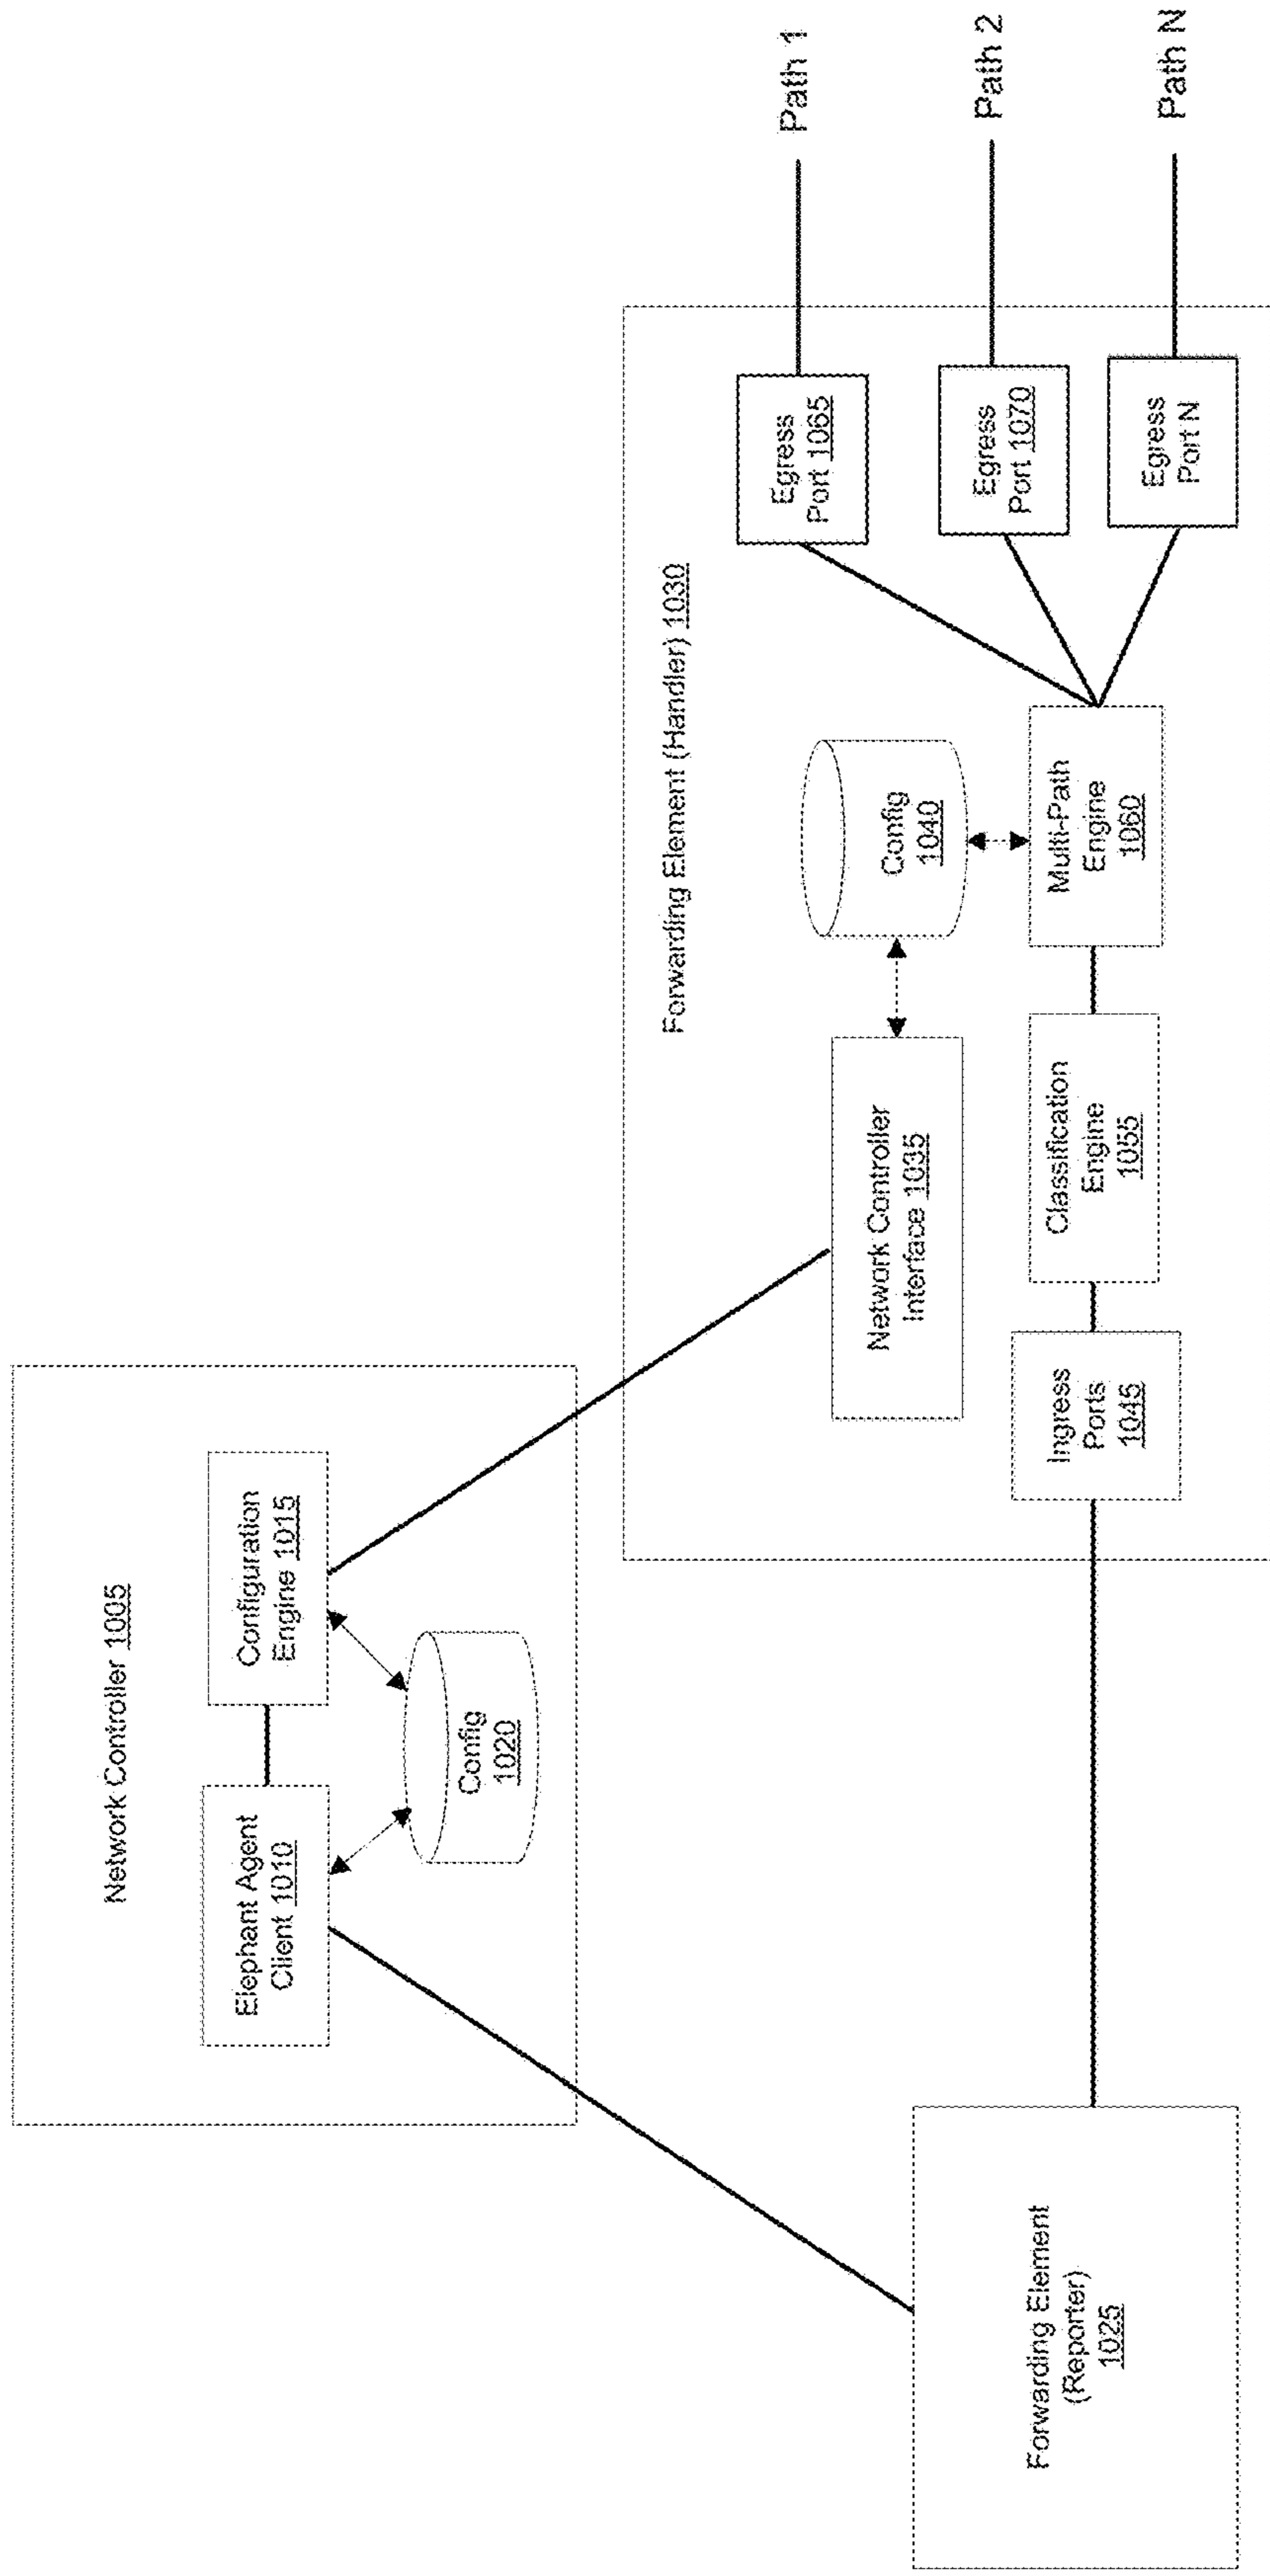 Network Controller 1005
Elephant Agent
Client 1010
Configuration
Engine 1015
Config
1020
Forwarding Element
(Reporter)
1025
Forwarding Element (Handler) 1030
Network Controller
Interface 1035
Config
1040
Ingress
Ports
1045
Classification
Engine
1055
Multi-Path
Engine
1060
Egress
Port 1065
Egress
Port 1070
Egress
Port N
Path 1
Path 2
Path N